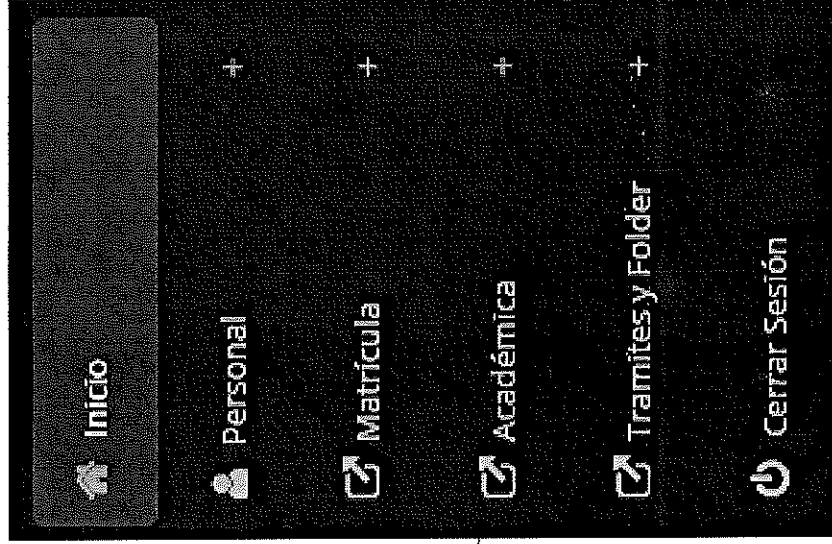 Inicio
Personal +
Matrícula +
Académica +
Tramites y Folder +
Cerrar Sesión